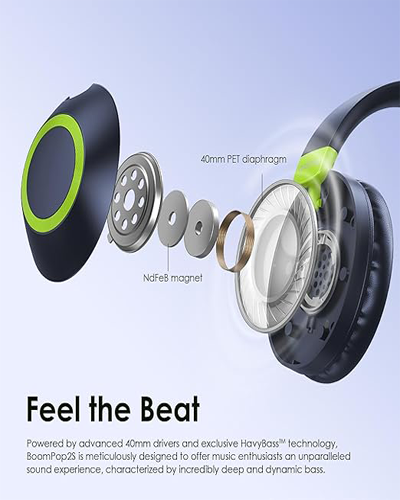 40mm PET diaphragm
NdFeB magnet
Feel the Beat
Powered by advanced 40mm drivers and exclusive HavyBass™ technology,
BoomPop2S is meticulously designed to offer music enthusiasts an unparalleled
sound experience, characterized by incredibly deep and dynamic bass.